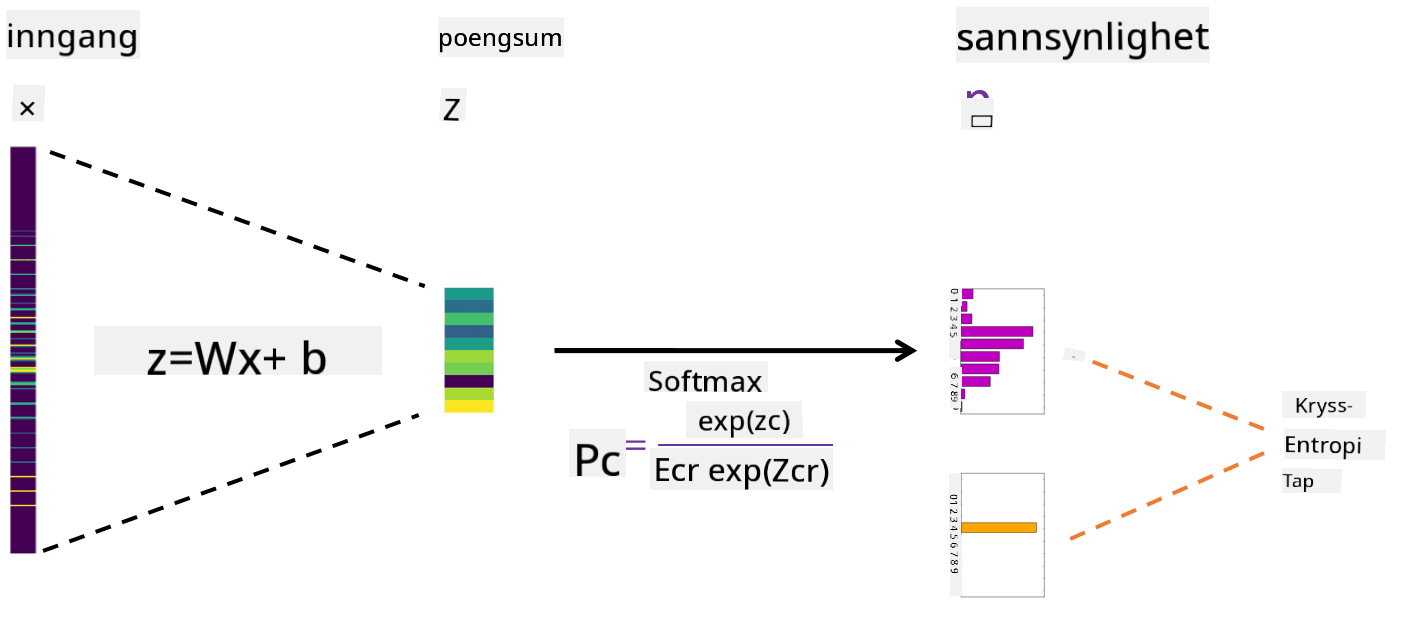 inngang
poengsum
sannsynlighet
×
Z
z=Wx+ b
Softmax
Pc = exp(zc)
Ecr exp(Zcr)
0 1 2 3 4 5 6 7 8 9
0 1 2 3 4 5 6 7 8 9
Kryss-
Entropi
Tap